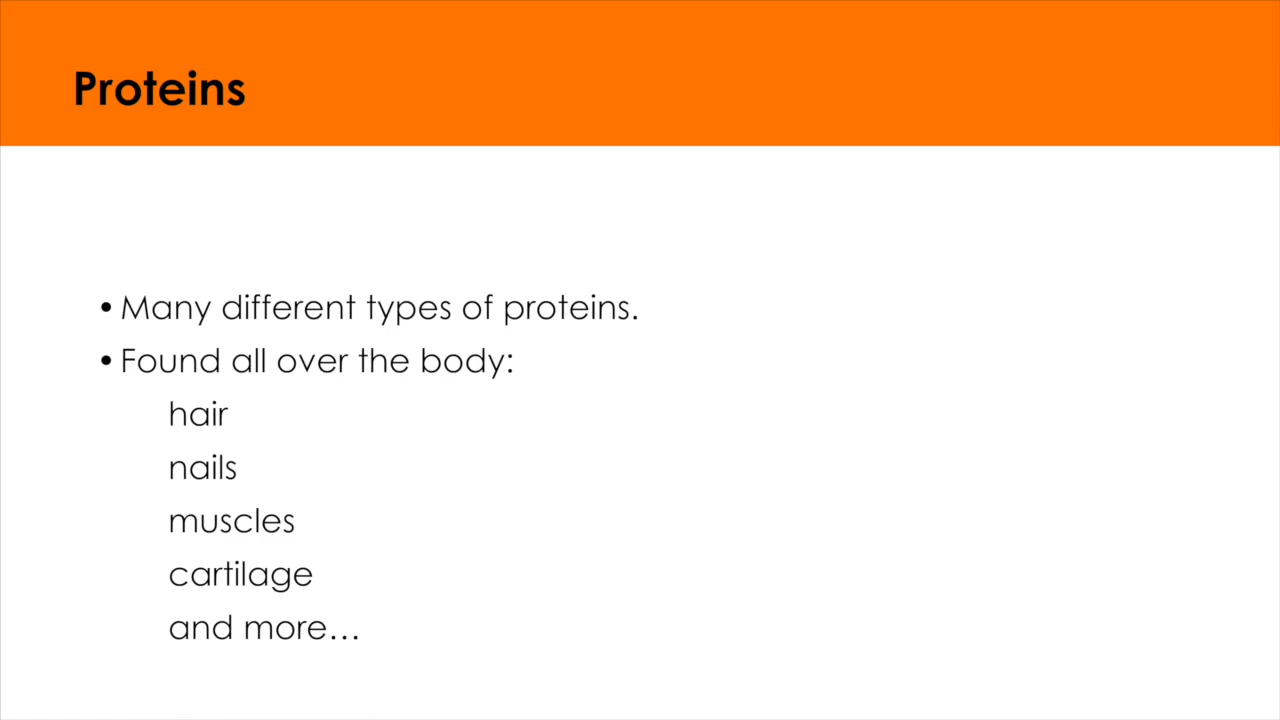 Proteins
•Many different types of proteins.
•Found all over the body:
hair
nails
muscles
cartilage
and more…